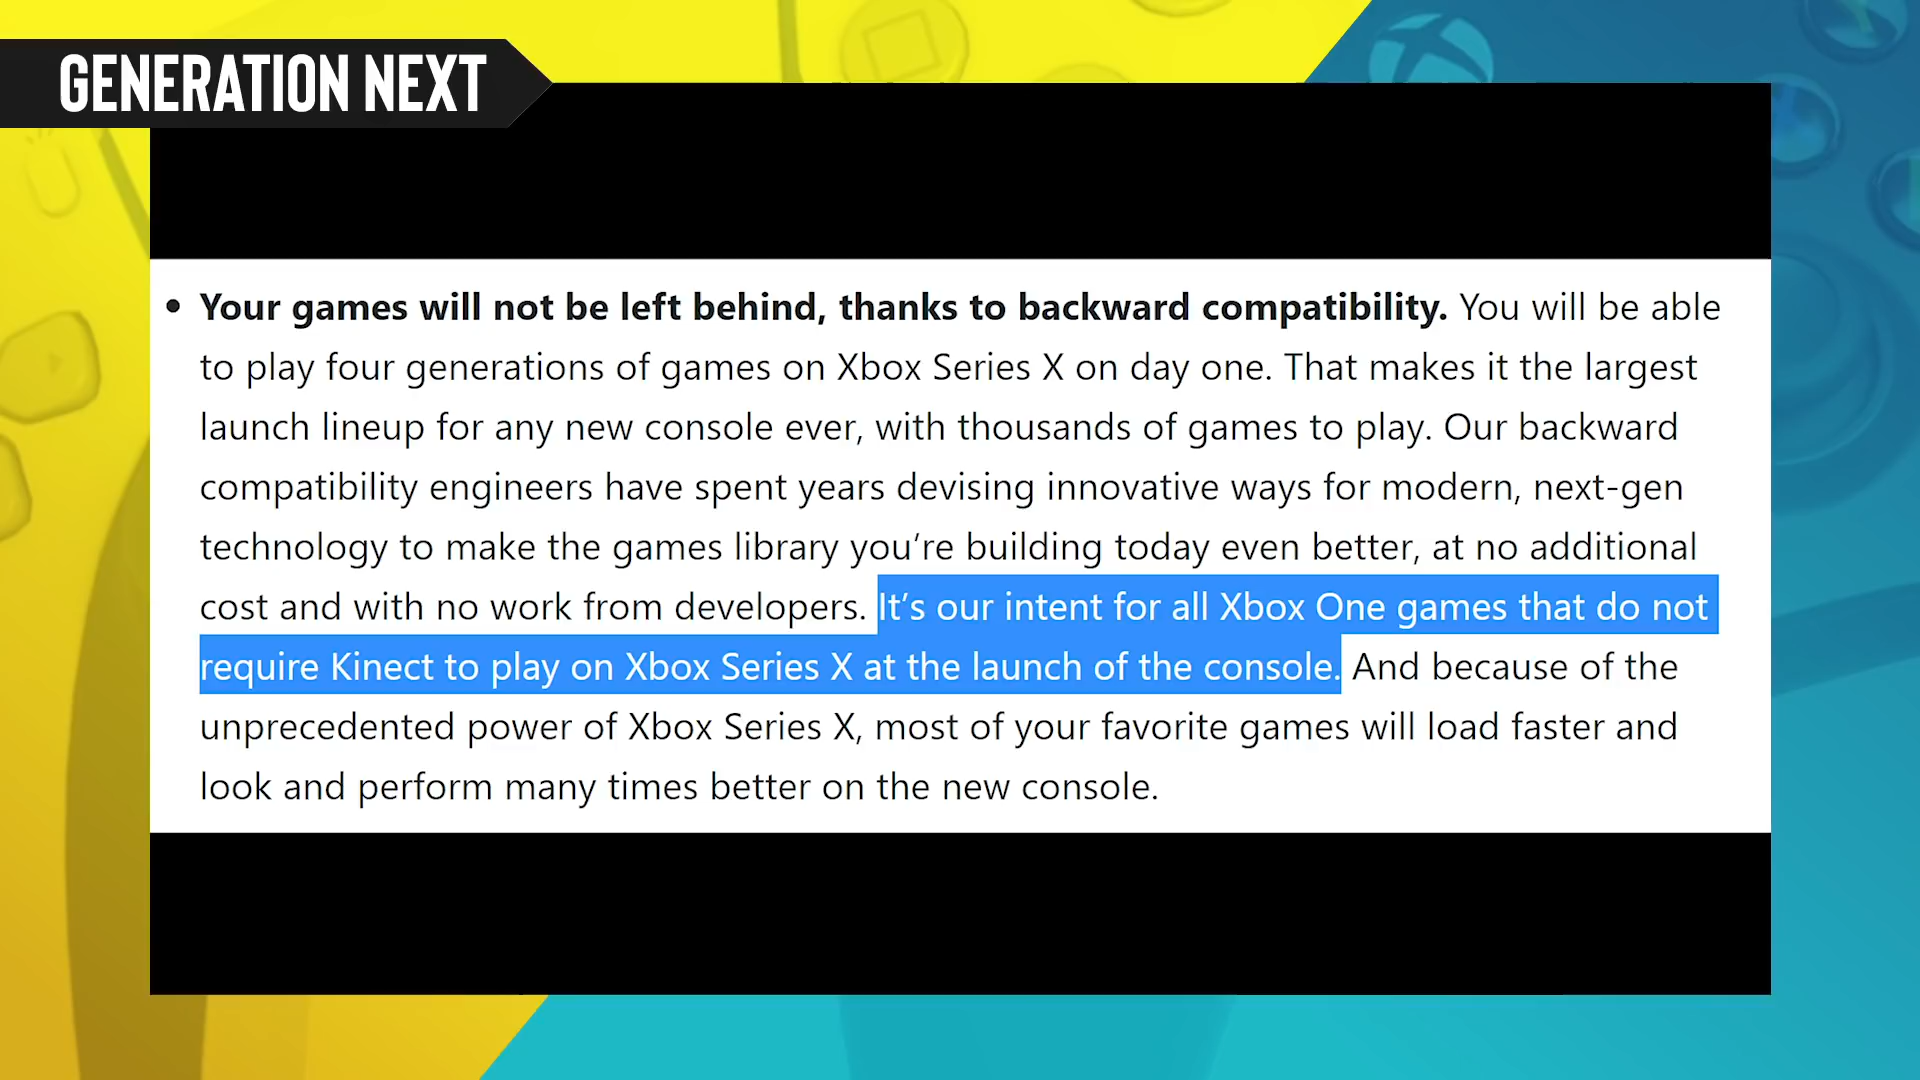 GENERATION NEXT
• Your games will not be left behind, thanks to backward compatibility. You will be able
to play four generations of games on Xbox Series X on day one. That makes it the largest
launch lineup for any new console ever, with thousands of games to play. Our backward
compatibility engineers have spent years devising innovative ways for modern, next-gen
technology to make the games library you’re building today even better, at no additional
cost and with no work from developers. It’s our intent for all Xbox One games that do not
require Kinect to play on Xbox Series X at the launch of the console. And because of the
unprecedented power of Xbox Series X, most of your favorite games will load faster and
look and perform many times better on the new console.